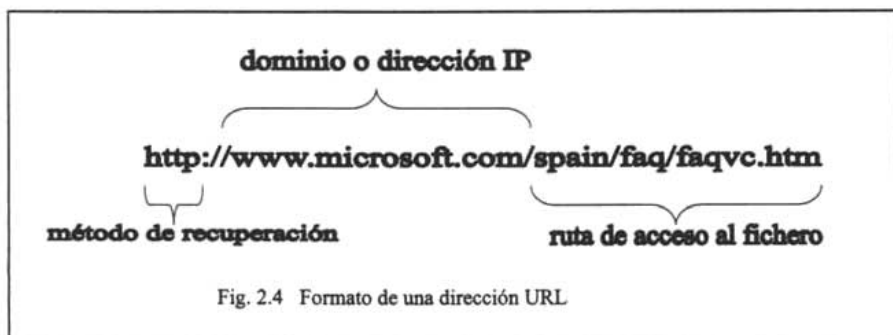 dominio o dirección IP
http://www.microsoft.com/spain/faq/faqvc.htm
método de recuperación ruta de acceso al fichero
Fig. 2.4 Formato de una dirección URL